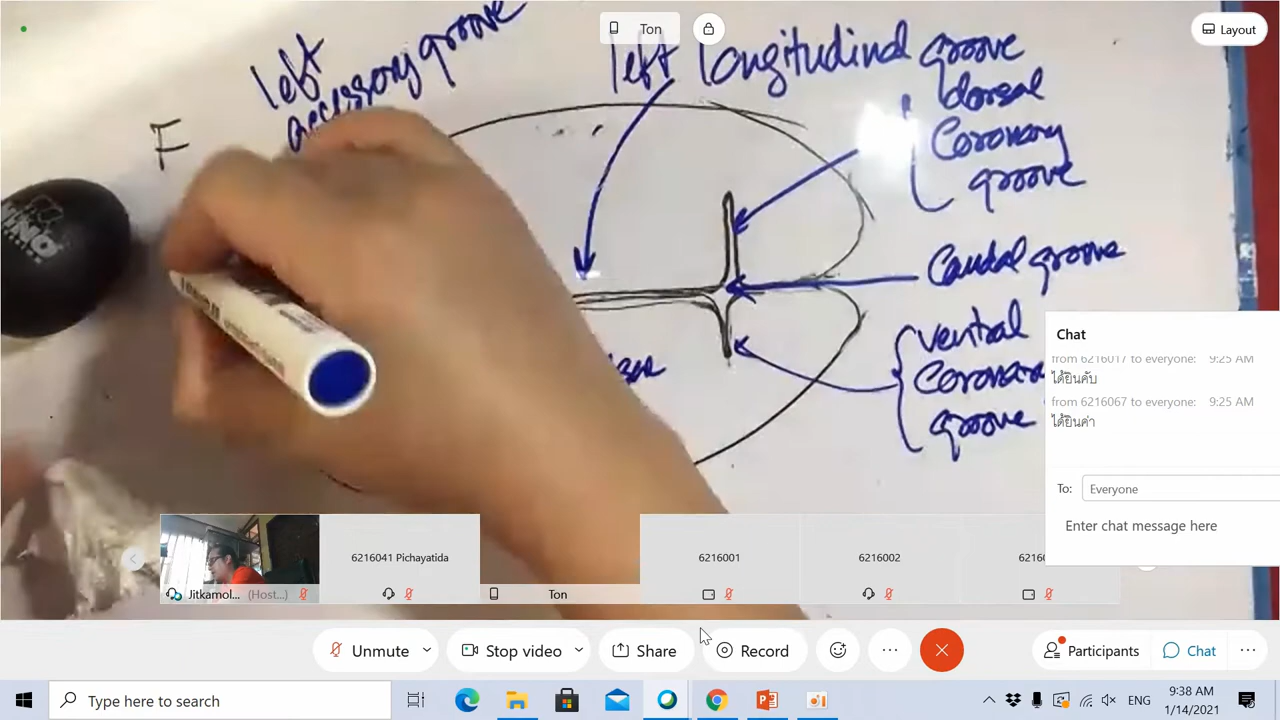 Ton
Layout
left longitudinal groove
left
accessory groove
dorsal
Coronary
groove
F
Caudal groove
ventral
Coronary
groove
Chat
from 6216017 to everyone: 9:25 AM
ได้ยินคับ
from 6216067 to everyone: 9:25 AM
ได้ยินค่า
To: Everyone
Enter chat message here
6216041 Pichayatida
6216001
6216002
6216
Jitkamol... (Host...)
Ton
Unmute
Stop video
Share
Record
Participants
Chat
Type here to search
ENG
9:38 AM
1/14/2021